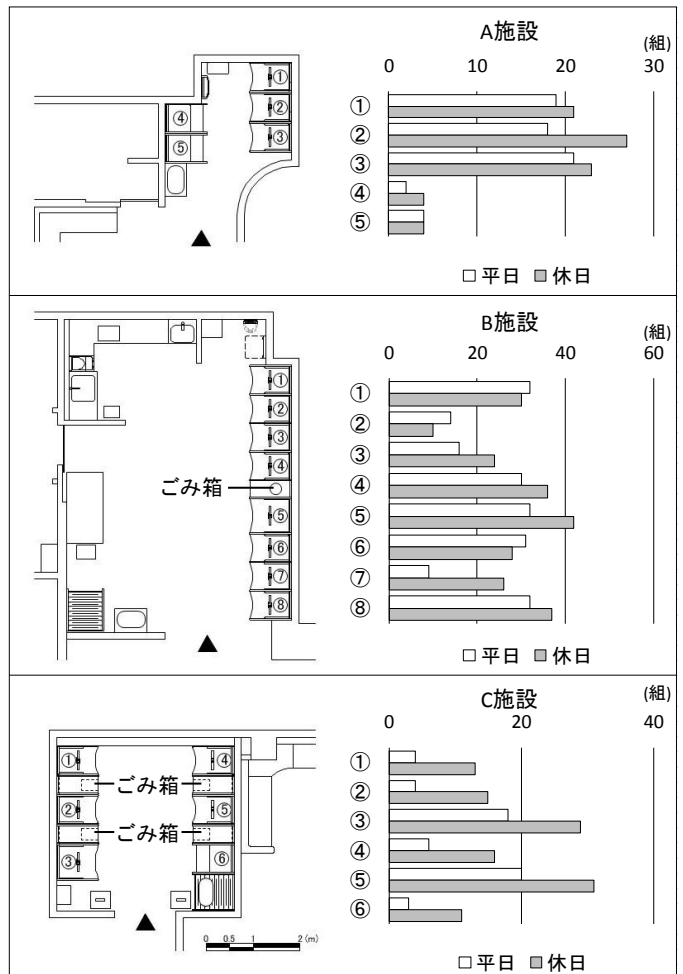 A施設
(組)
0 10 20 30
①
②
③
④
⑤
①
②
③
④
⑤
□ 平日 ■ 休日
B施設
0 20 40 60
①
②
③
④
ごみ箱
⑤
⑥
⑦
⑧
①
②
③
④
⑤
⑥
⑦
⑧
□ 平日 ■ 休日
C施設
(組)
0 20 40
① ④
ごみ箱
② ⑤
ごみ箱
③ ⑥
0 0.5 1 2 (m)
①
②
③
④
⑤
⑥
□ 平日 ■ 休日